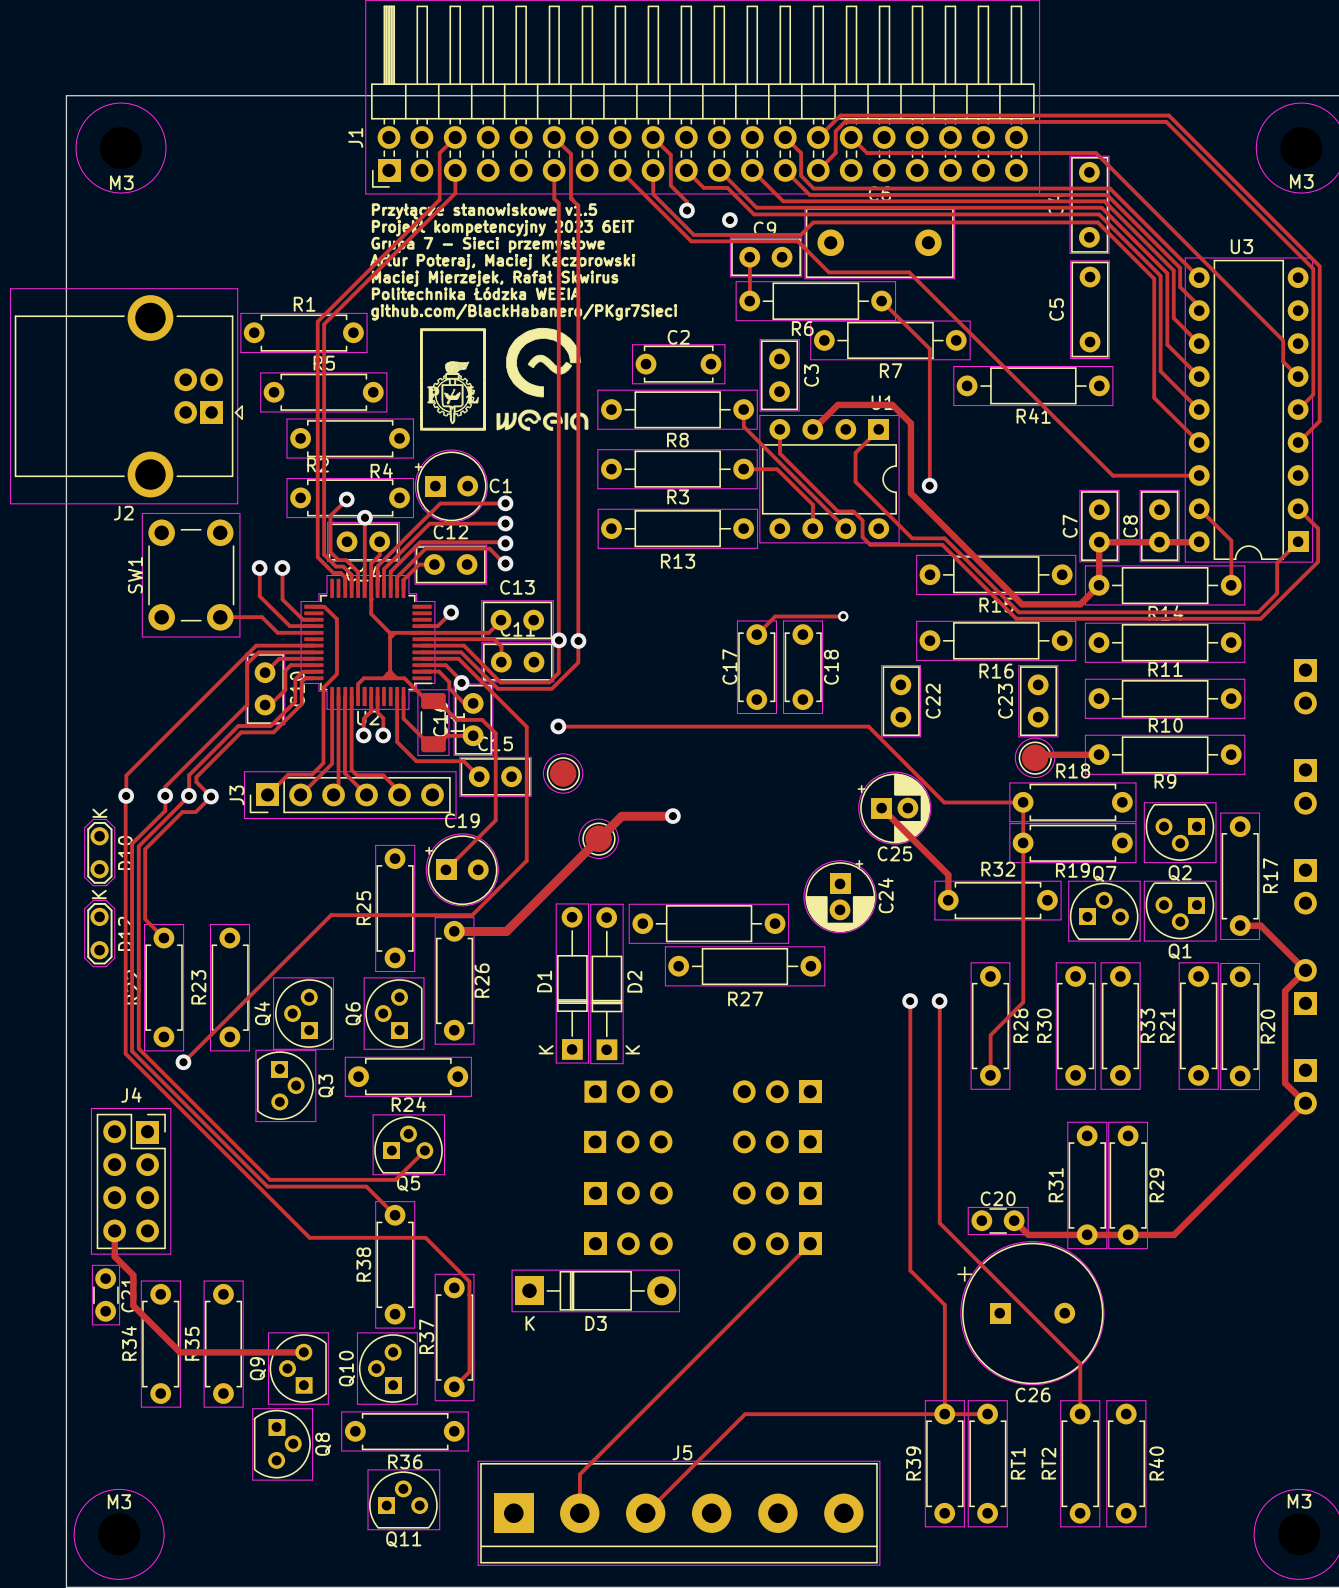 J1
M3
M3
Przyłącze stanowiskowe v1.5
Projekt kompetencyjny 2023 6EiT
Grupa 7 - Sieci przemysłowe
Artur Poteraj, Maciej Kaczorowski
Maciej Mierzejek, Rafał Skwirus
Politechnika Łódzka WEEIA
github.com/BlackHabanero/PKgr7Sieci
C6
C9
U3
R1
C5
R6
C2
R5
R7
C3
U1
R41
P Ł
weeia
R8
R2
R4
C1
R3
J2
C7
C8
C12
R13
SW1
C13
R15
R14
C11
R11
R16
C17
C18
C22
C23
U2
R10
C15
R18
R9
J3
K
C19
C25
R19
R32
Q7
Q2
R17
K
D12
R25
C24
Q1
R23
Q4
Q6
R26
D1
D2
R27
R28
R30
R33
R21
R20
K
K
Q3
R24
J4
Q5
R31
R29
C20
R38
C21
R34
R35
Q9
Q10
R37
K
D3
C26
R36
Q8
J5
R39
RT1
RT2
R40
M3
M3
Q11